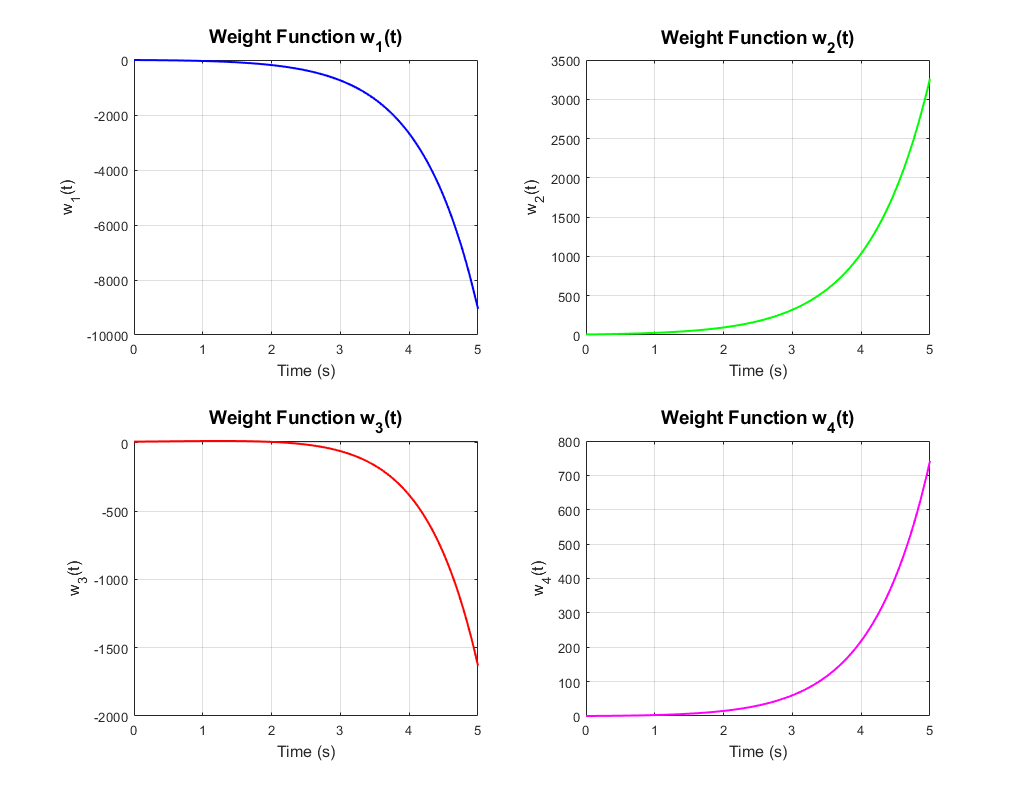 Weight Function w1(t)
0
-2000
-4000
-6000
-8000
-10000
w1(t)
0 1 2 3 4 5
Time (s)
Weight Function w2(t)
3500
3000
2500
2000
1500
1000
500
0
w2(t)
0 1 2 3 4 5
Time (s)
Weight Function w3(t)
0
-500
-1000
-1500
-2000
w3(t)
0 1 2 3 4 5
Time (s)
Weight Function w4(t)
800
700
600
500
400
300
200
100
0
w4(t)
0 1 2 3 4 5
Time (s)